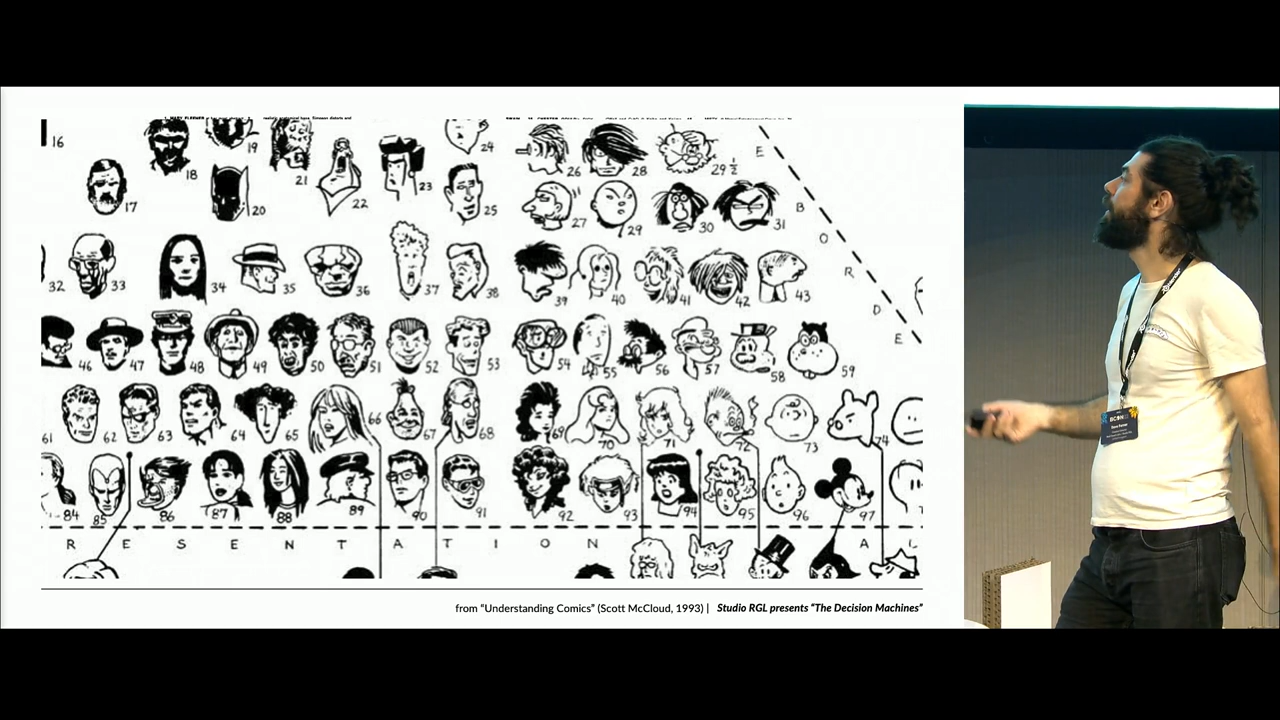 16 18 19 21 22 23 24 26 28 29 ½ E
17 20 25 27 29 30 31 B
O
32 33 34 35 36 37 38 39 40 41 42 43 R
D
46 47 48 49 50 51 52 53 54 55 56 57 58 59 E
61 62 63 64 65 66 67 68 69 70 71 72 73 74
84 85 86 87 88 89 90 91 92 93 94 95 96 97
R E S E N T A T I O N A L
from “Understanding Comics” (Scott McCloud, 1993) | Studio RGL presents “The Decision Machines”